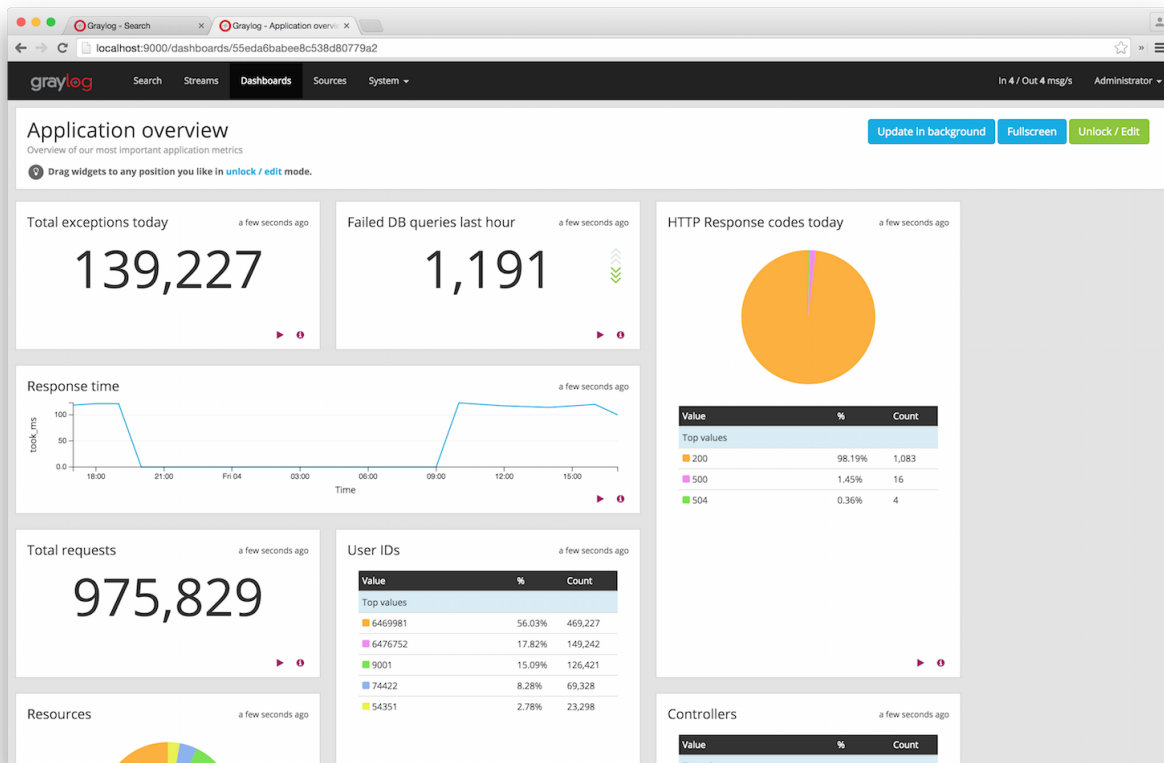 Graylog - Search
Graylog - Application overvie
localhost:9000/dashboards/55eda6babee8c538d80779a2
graylog Search Streams Dashboards Sources System In 4 / Out 4 msg/s Administrator
Application overview
Overview of our most important application metrics
Drag widgets to any position you like in unlock / edit mode.
Update in background Fullscreen Unlock / Edit
Total exceptions today a few seconds ago
139,227
Failed DB queries last hour a few seconds ago
1,191
HTTP Response codes today a few seconds ago
Value % Count
Top values
200 98.19% 1,083
500 1.45% 16
504 0.36% 4
Response time a few seconds ago
took_ms
100
50
0.0
18:00 21:00 Fri 04 03:00 06:00 09:00 12:00 15:00
Time
Total requests a few seconds ago
975,829
User IDs a few seconds ago
Value % Count
Top values
6469981 56.03% 469,227
6476752 17.82% 149,242
9001 15.09% 126,421
74422 8.28% 69,328
54351 2.78% 23,298
Resources a few seconds ago
Controllers a few seconds ago
Value % Count